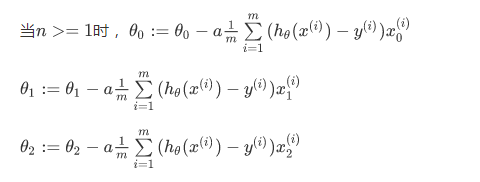 当n >= 1时， θ₀ := θ₀ − a 1/m ∑_{i=1}^{m} (h_θ(x^{(i)}) − y^{(i)})x₀^{(i)}
θ₁ := θ₁ − a 1/m ∑_{i=1}^{m} (h_θ(x^{(i)}) − y^{(i)})x₁^{(i)}
θ₂ := θ₂ − a 1/m ∑_{i=1}^{m} (h_θ(x^{(i)}) − y^{(i)})x₂^{(i)}